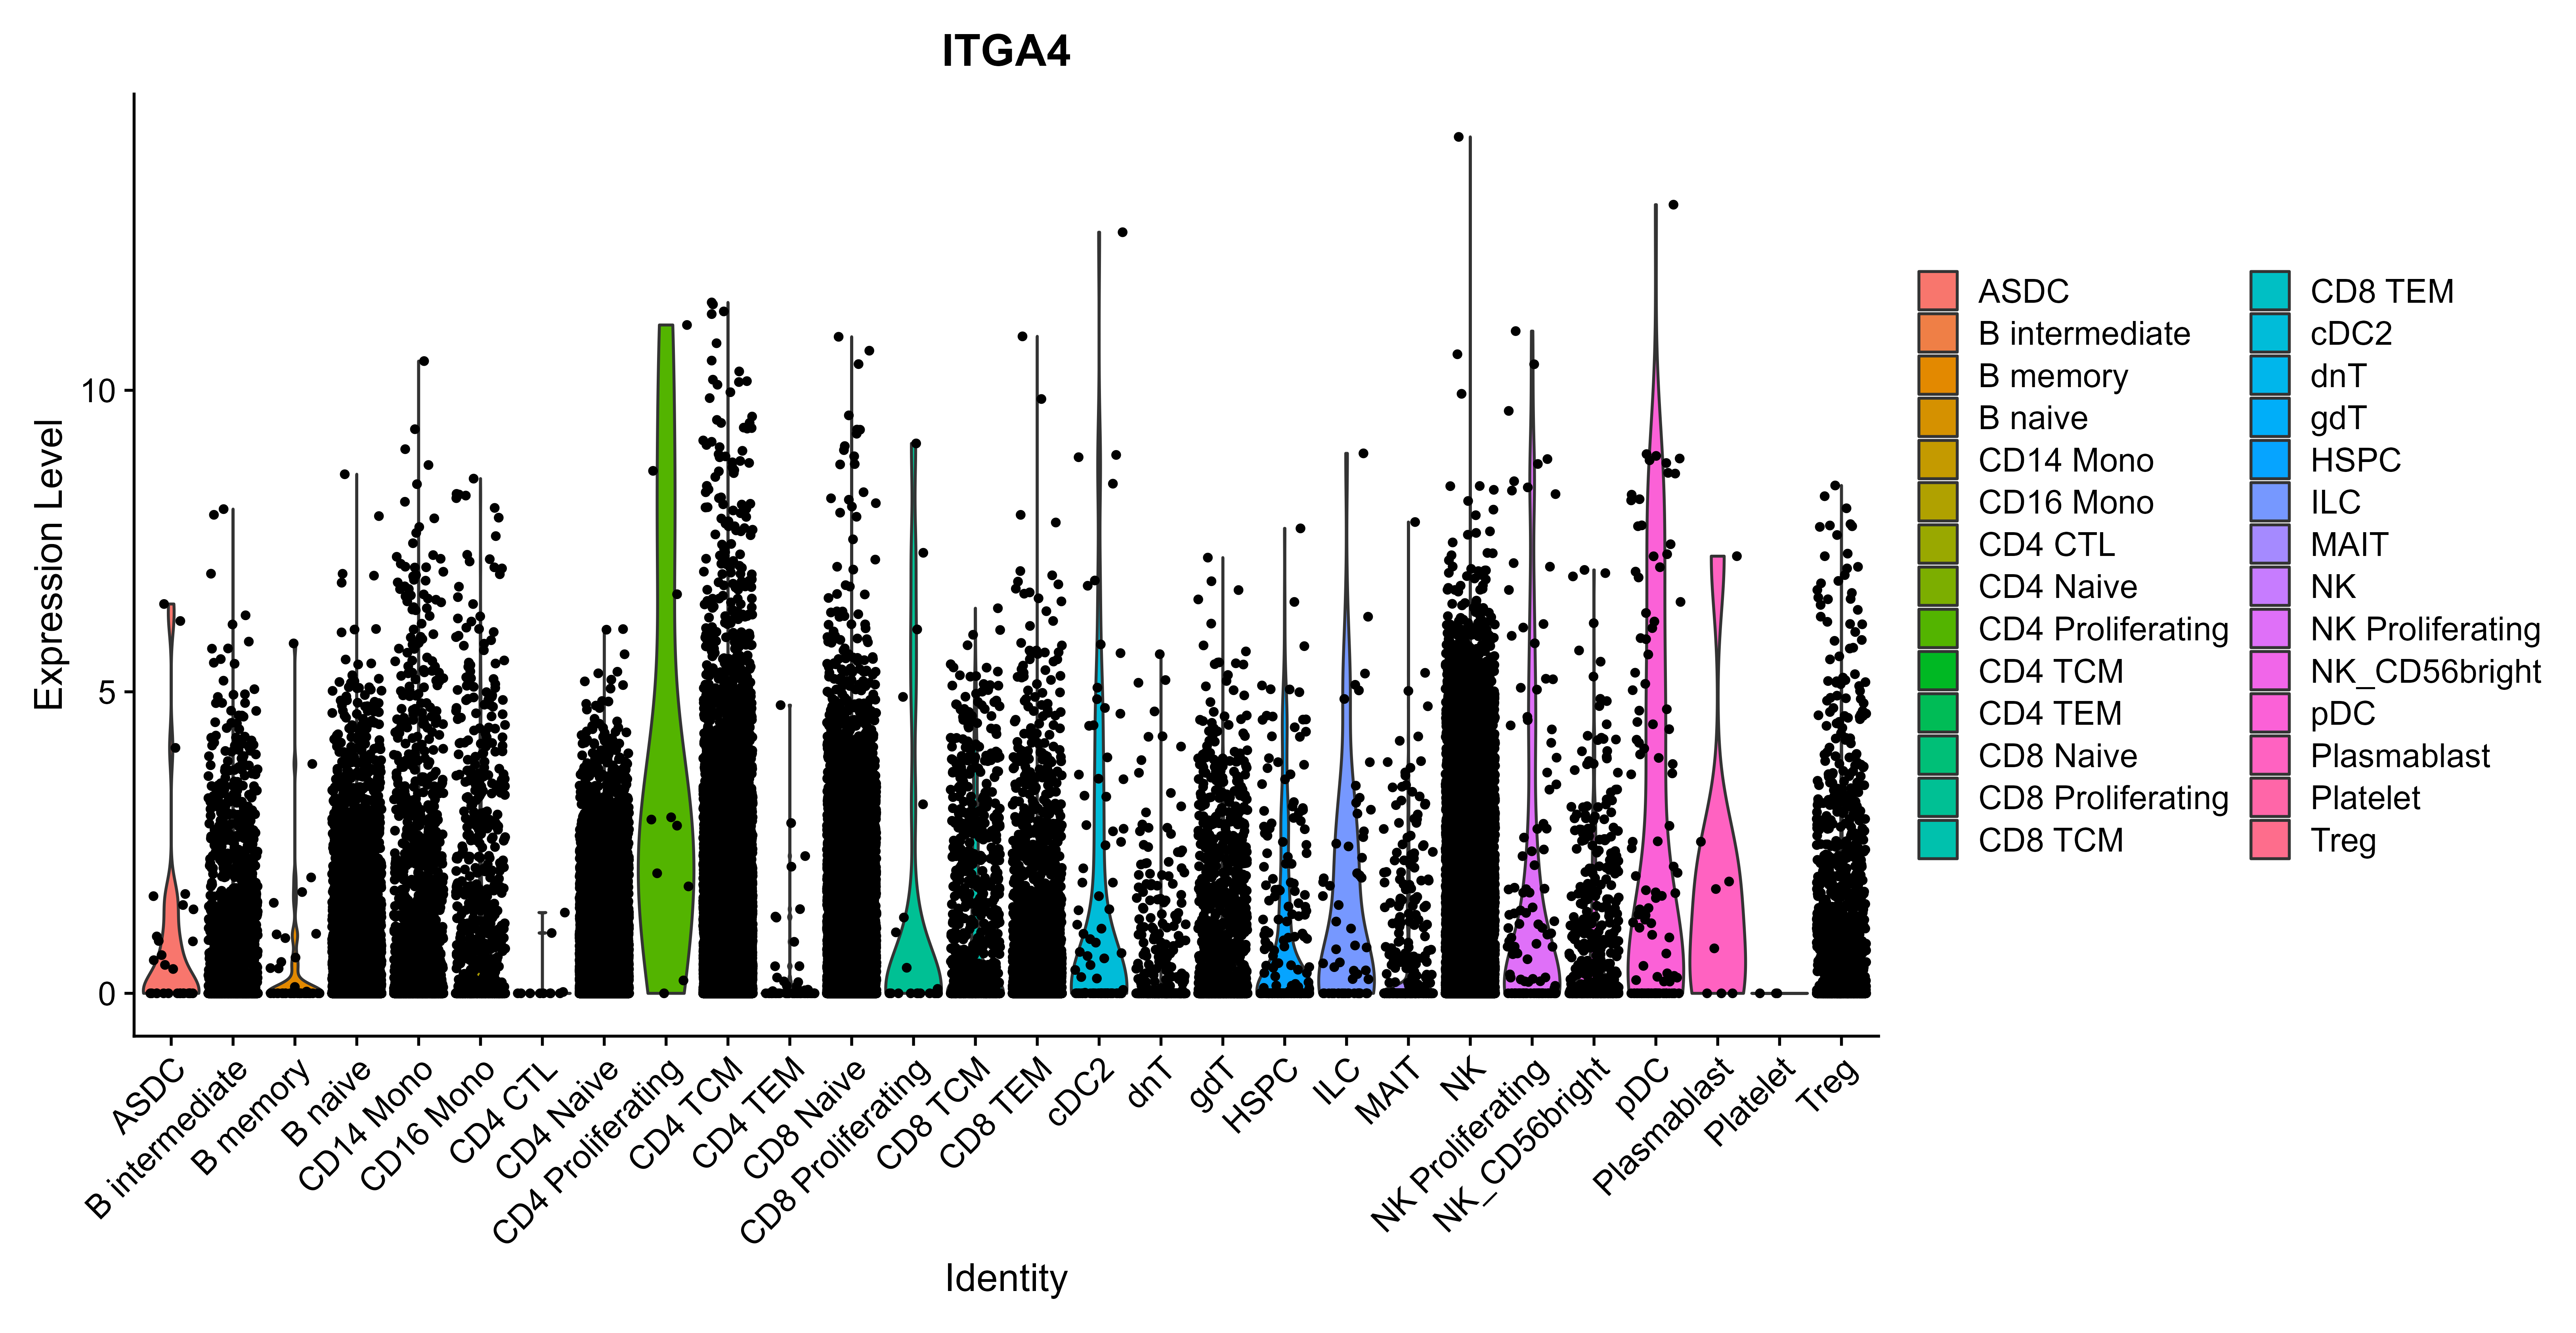 ITGA4
Expression Level
10
5
0
ASDC
B intermediate
B memory
B naive
CD14 Mono
CD16 Mono
CD4 CTL
CD4 Naive
CD4 Proliferating
CD4 TCM
CD4 TEM
CD8 Naive
CD8 Proliferating
CD8 TCM
CD8 TEM
cDC2
dnT
gdT
HSPC
ILC
MAIT
NK
NK Proliferating
NK_CD56bright
pDC
Plasmablast
Platelet
Treg
Identity
ASDC
B intermediate
B memory
B naive
CD14 Mono
CD16 Mono
CD4 CTL
CD4 Naive
CD4 Proliferating
CD4 TCM
CD4 TEM
CD8 Naive
CD8 Proliferating
CD8 TCM
CD8 TEM
cDC2
dnT
gdT
HSPC
ILC
MAIT
NK
NK Proliferating
NK_CD56bright
pDC
Plasmablast
Platelet
Treg